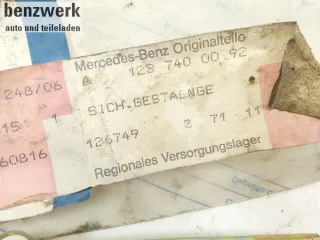 benzwerk
auto und teileladen
Mercedes-Benz Originalteile
A 123 740 00 92
248/06
SICH.GESTAENGE
15 1
126749 2 71 11
60816
Regionales Versorgungslager